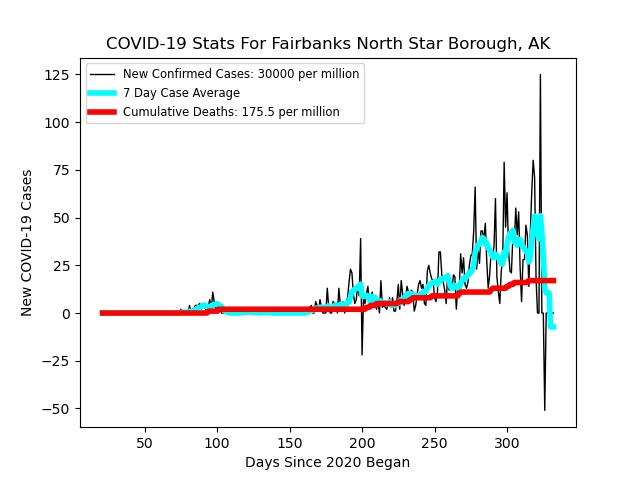 COVID-19 Stats For Fairbanks North Star Borough, AK
New Confirmed Cases: 30000 per million
7 Day Case Average
Cumulative Deaths: 175.5 per million
New COVID-19 Cases
125
100
75
50
25
0
−25
−50
50 100 150 200 250 300
Days Since 2020 Began